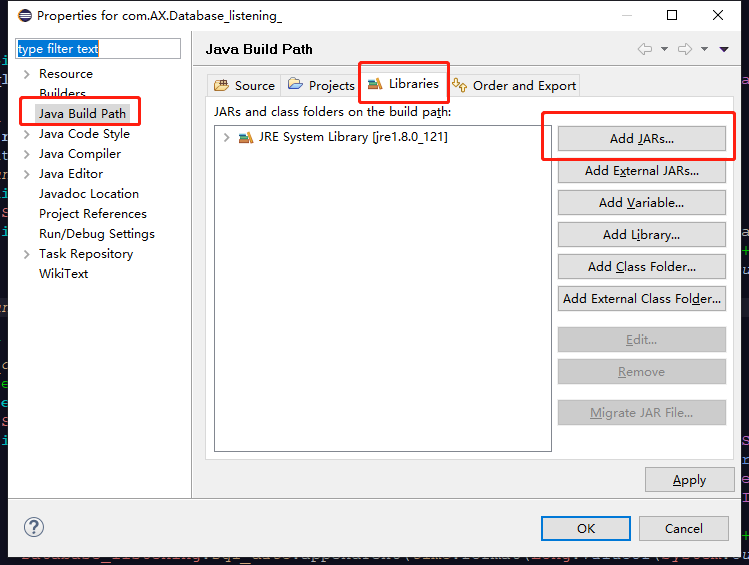 Properties for com.AX.Database_listening_
type filter text
Resource
Builders
Java Build Path
Java Code Style
Java Compiler
Java Editor
Javadoc Location
Project References
Run/Debug Settings
Task Repository
WikiText
Java Build Path
Source
Projects
Libraries
Order and Export
JARs and class folders on the build path:
JRE System Library [jre1.8.0_121]
Add JARs...
Add External JARs...
Add Variable...
Add Library...
Add Class Folder...
Add External Class Folder...
Edit...
Remove
Migrate JAR File...
Apply
OK
Cancel